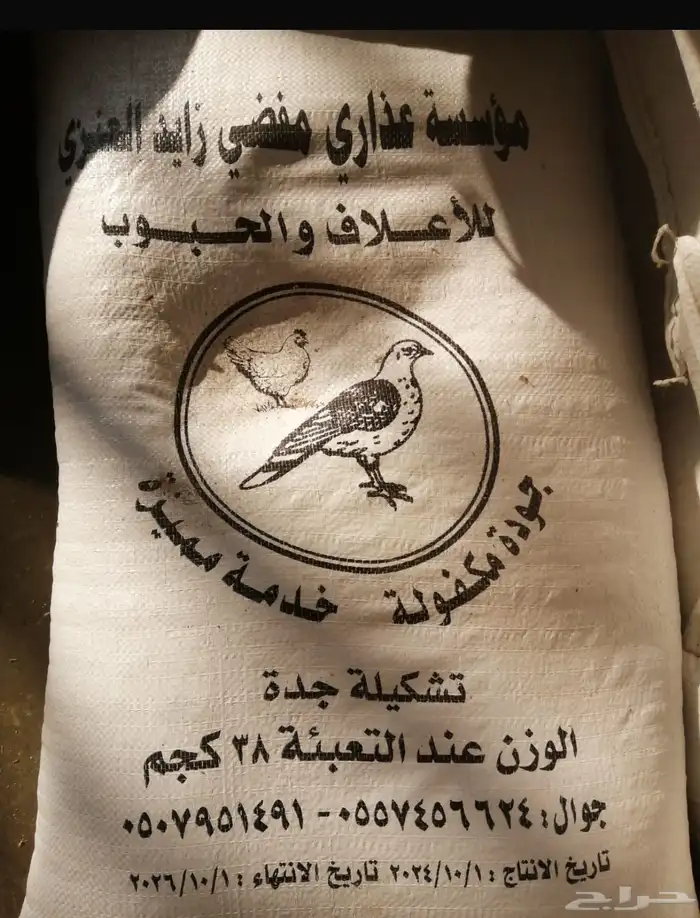 مؤسسة عذاري مفضي زايد العنزي
للأعلاف والحبوب
جودة مكفولة خدمة مميزة
تشكيلة جدة
الوزن عند التعبئة ٣٨ كجم
جوال : ٠٥٥٧٤٥٦٦٢٤ - ٠٥٠٧٩٥١٤٩١
تاريخ الانتاج : ٢٠٢٤/١٠/١ تاريخ الانتهاء : ٢٠٢٦/١٠/١
حراج